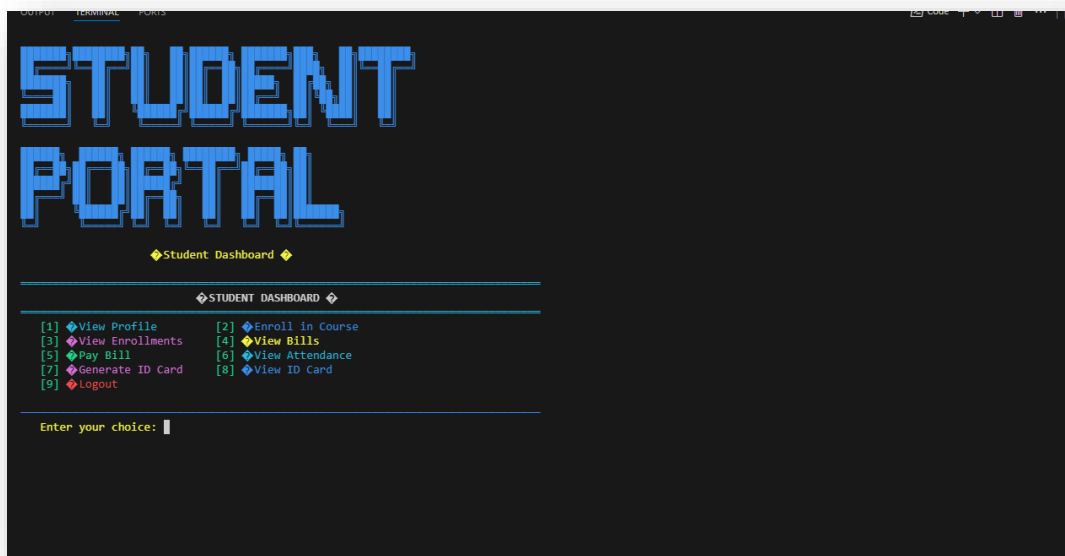 OUTPUT TERMINAL PORTS Code
STUDENT
PORTAL
�Student Dashboard �
�STUDENT DASHBOARD �
[1] �View Profile [2] �Enroll in Course
[3] �View Enrollments [4] �View Bills
[5] �Pay Bill [6] �View Attendance
[7] �Generate ID Card [8] �View ID Card
[9] �Logout
Enter your choice: